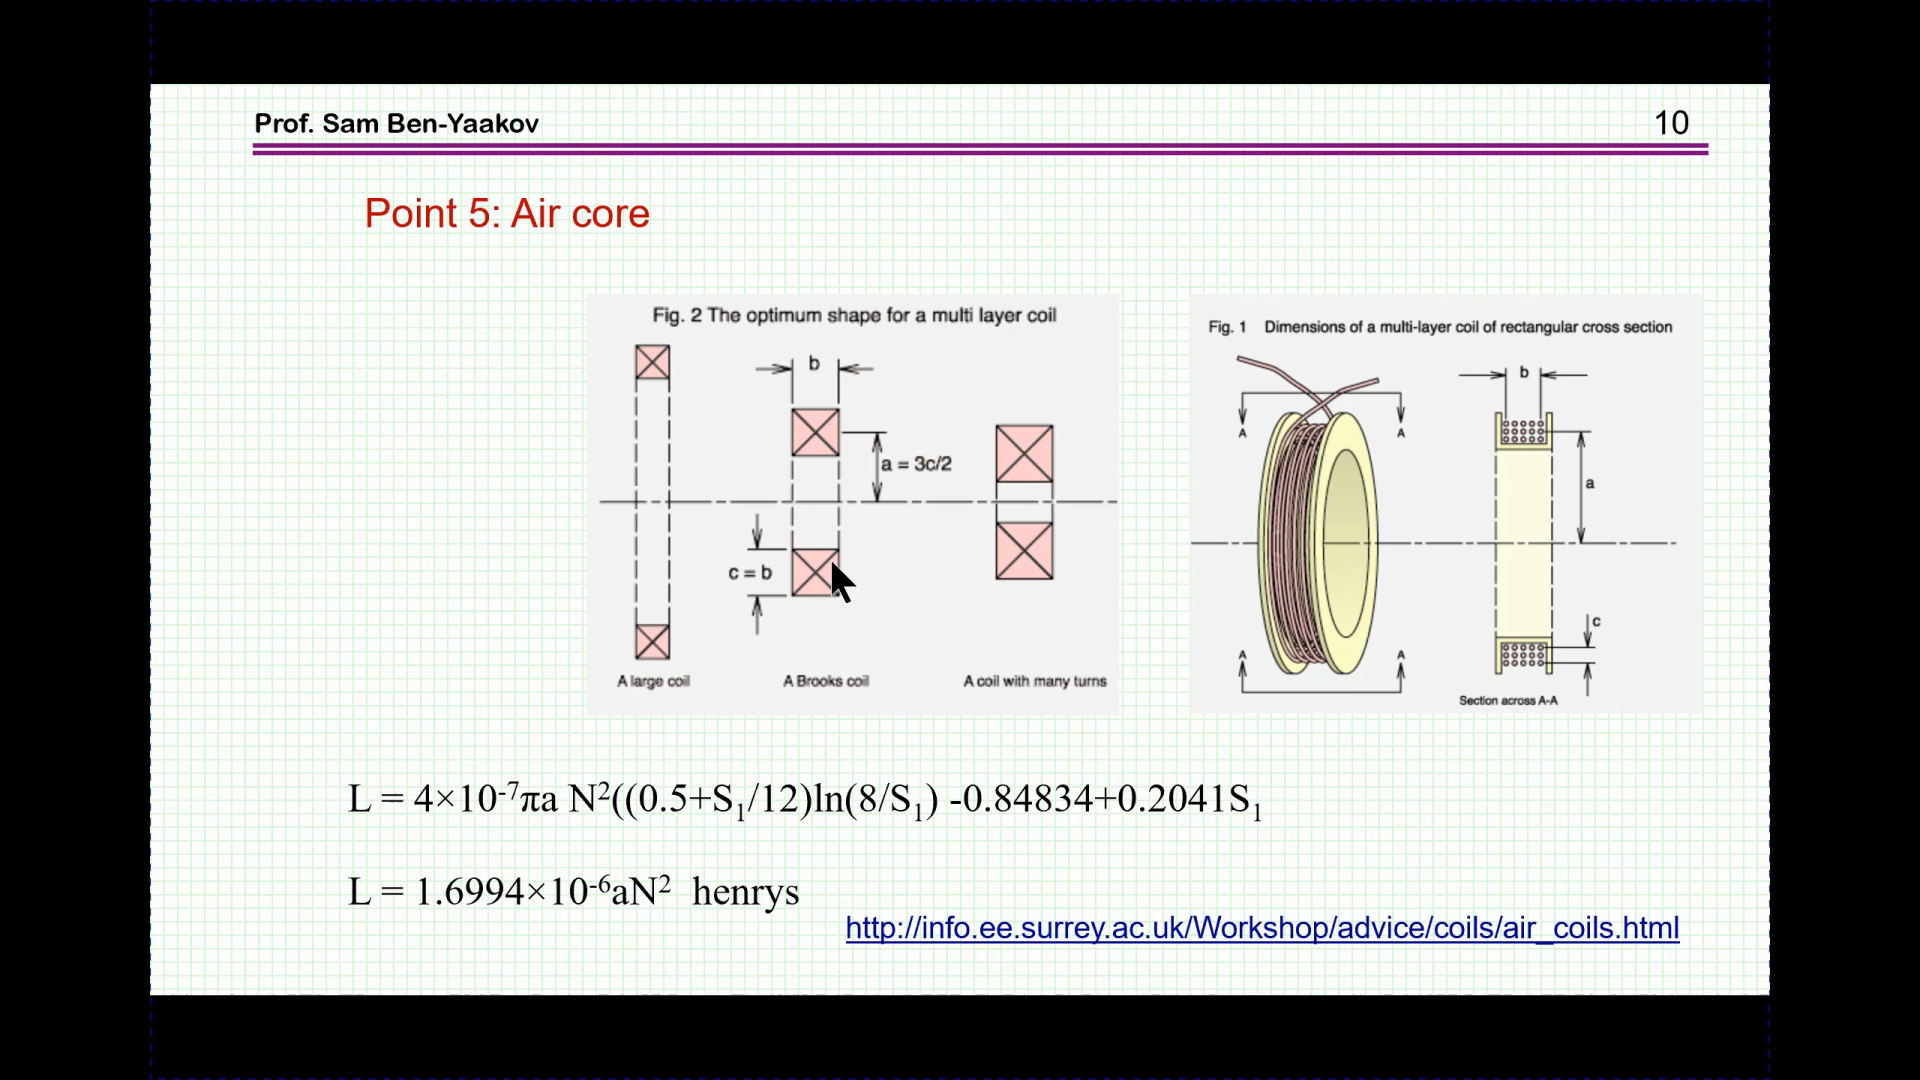 Prof. Sam Ben-Yaakov
10
Point 5: Air core
Fig. 2 The optimum shape for a multi layer coil
b
a = 3c/2
c = b
A large coil
A Brooks coil
A coil with many turns
Fig. 1 Dimensions of a multi-layer coil of rectangular cross section
b
A
A
a
c
A
A
Section across A-A
L = 4×10⁻⁷πa N²((0.5+S₁/12)ln(8/S₁) -0.84834+0.2041S₁
L = 1.6994×10⁻⁶aN² henrys
http://info.ee.surrey.ac.uk/Workshop/advice/coils/air_coils.html